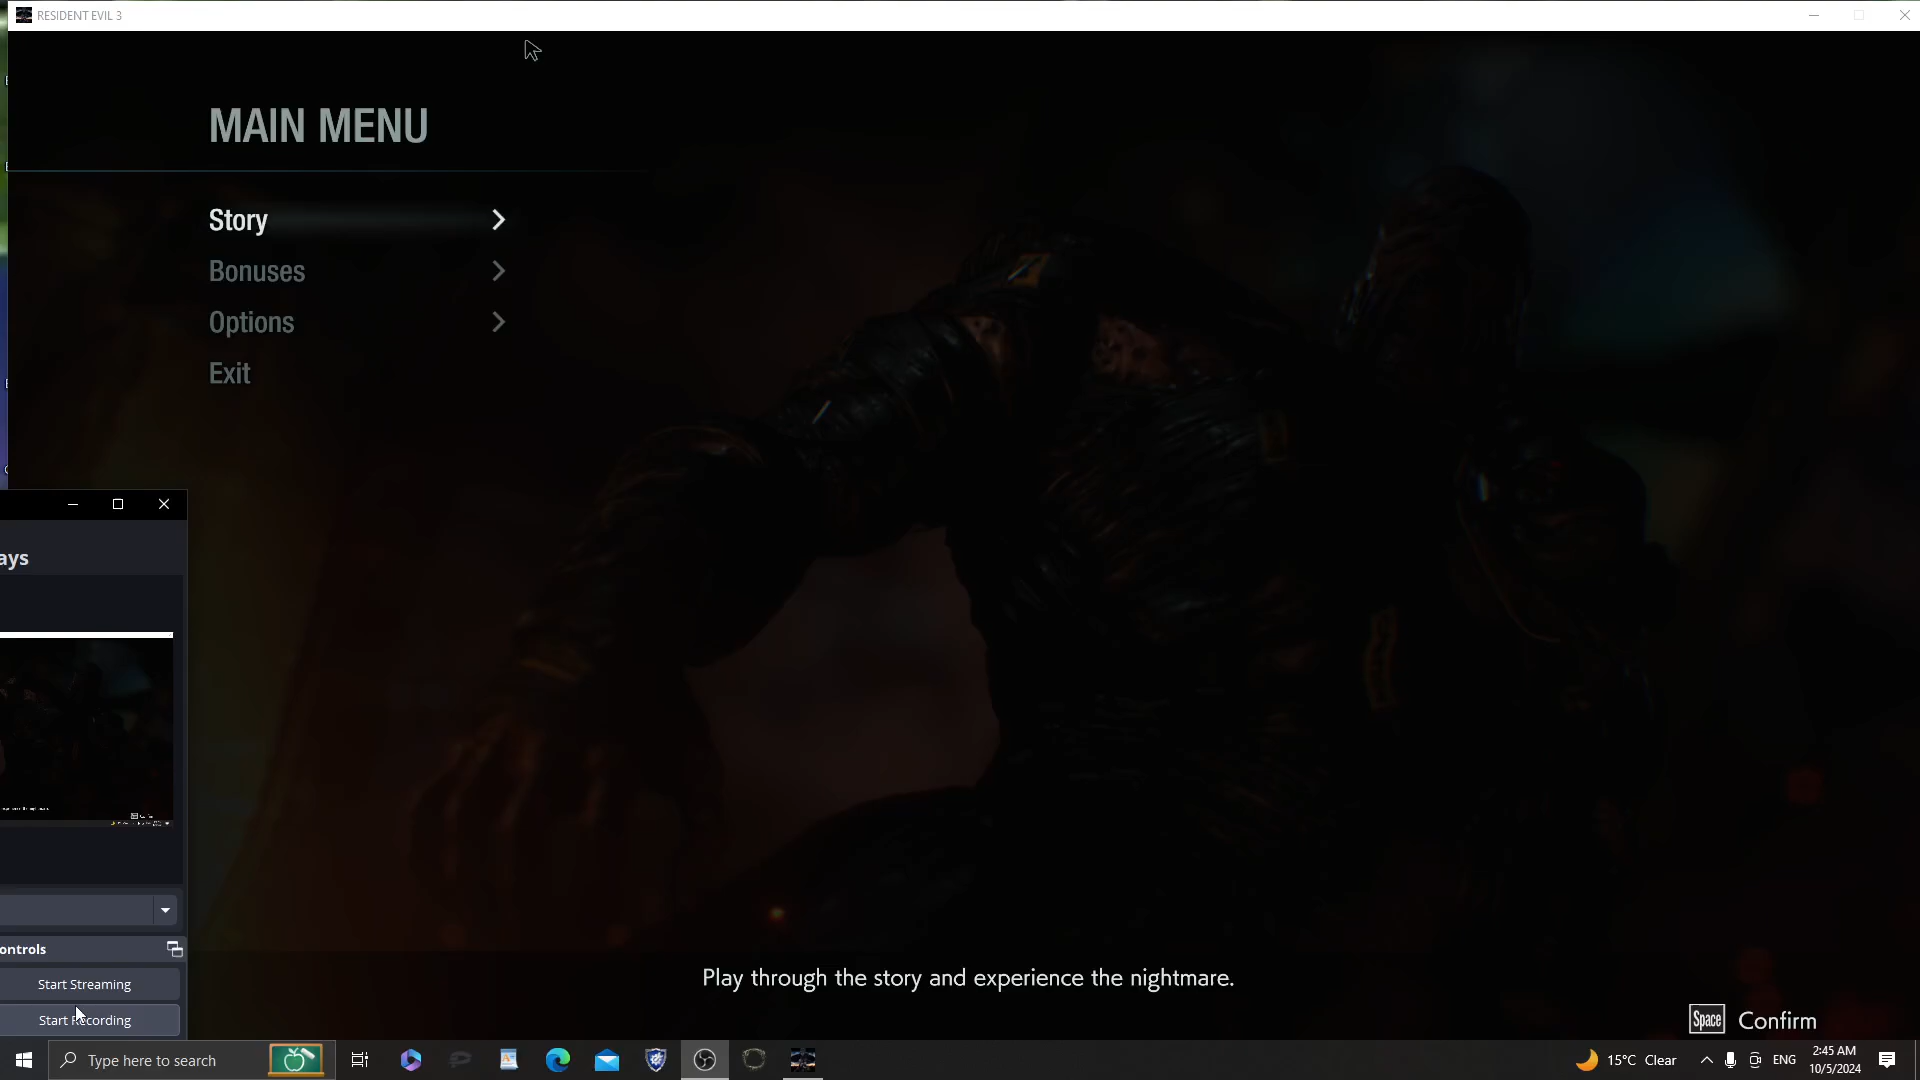 RESIDENT EVIL 3
MAIN MENU
Story
Bonuses
Options
Exit
ays
ontrols
Start Streaming
Start Recording
Play through the story and experience the nightmare.
Space Confirm
Type here to search
15°C Clear
ENG
2:45 AM
10/5/2024